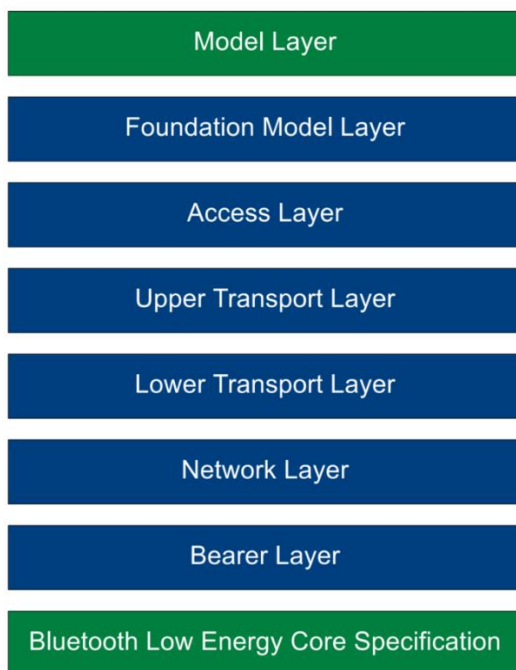 Model Layer
Foundation Model Layer
Access Layer
Upper Transport Layer
Lower Transport Layer
Network Layer
Bearer Layer
Bluetooth Low Energy Core Specification